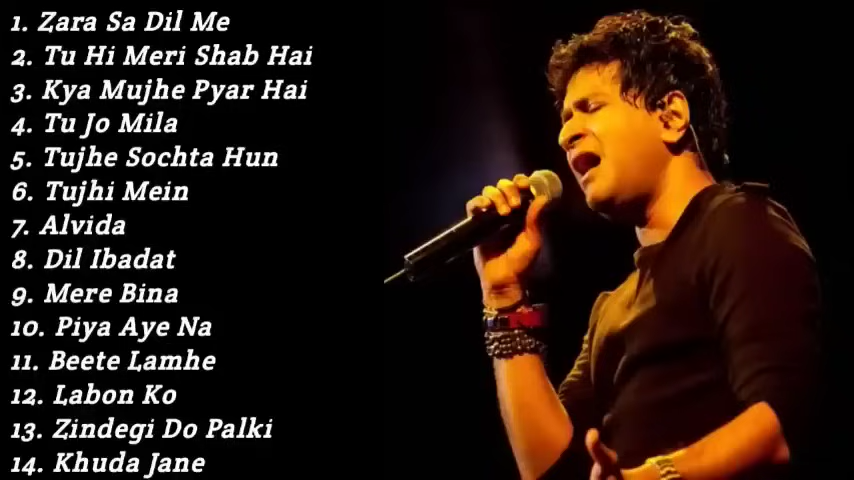 1. Zara Sa Dil Me
2. Tu Hi Meri Shab Hai
3. Kya Mujhe Pyar Hai
4. Tu Jo Mila
5. Tujhe Sochta Hun
6. Tujhi Mein
7. Alvida
8. Dil Ibadat
9. Mere Bina
10. Piya Aye Na
11. Beete Lamhe
12. Labon Ko
13. Zindegi Do Palki
14. Khuda Jane